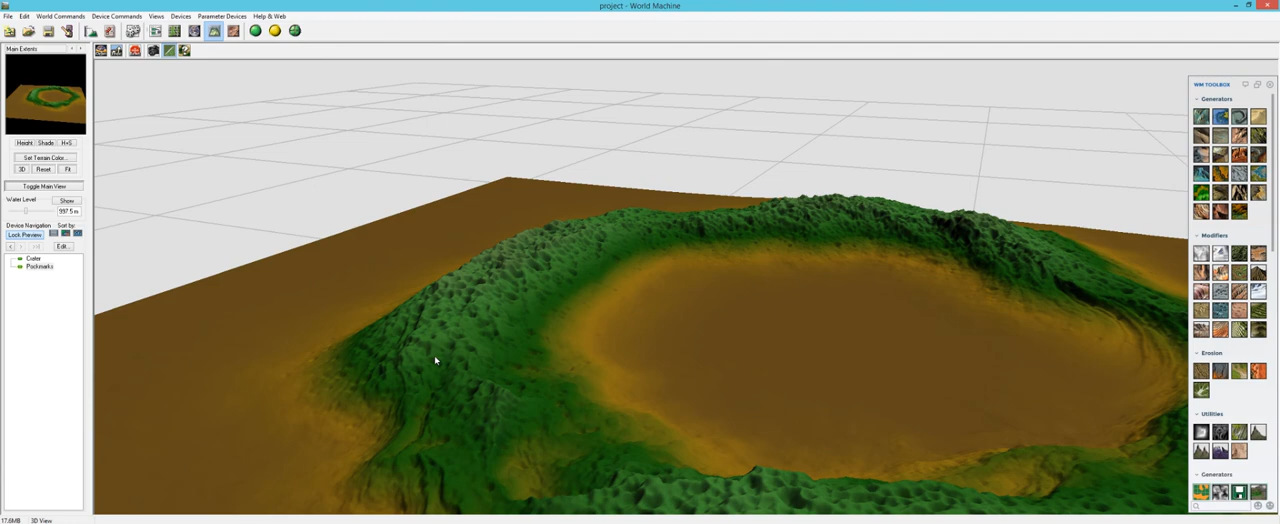 project - World Machine
File Edit World Commands Device Commands Views Devices Parameter Devices Help & Web
Main Extents
Height Shade H+S
Set Terrain Color...
3D Reset Fit
Toggle Main View
Water Level Show
997.5 m
Device Navigation Sort by:
Lock Preview
Edit...
Crater
Pockmarks
WM TOOLBOX
Generators
Modifiers
Erosion
Utilities
Generators
17.6MB 3D View